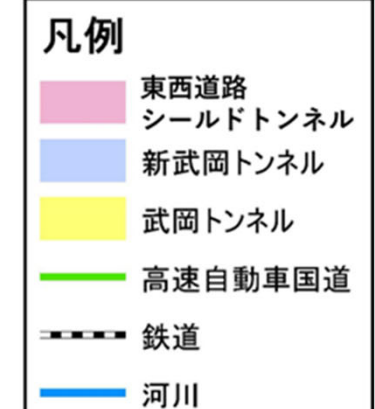 凡例
東西道路
シールドトンネル
新武岡トンネル
武岡トンネル
高速自動車国道
鉄道
河川